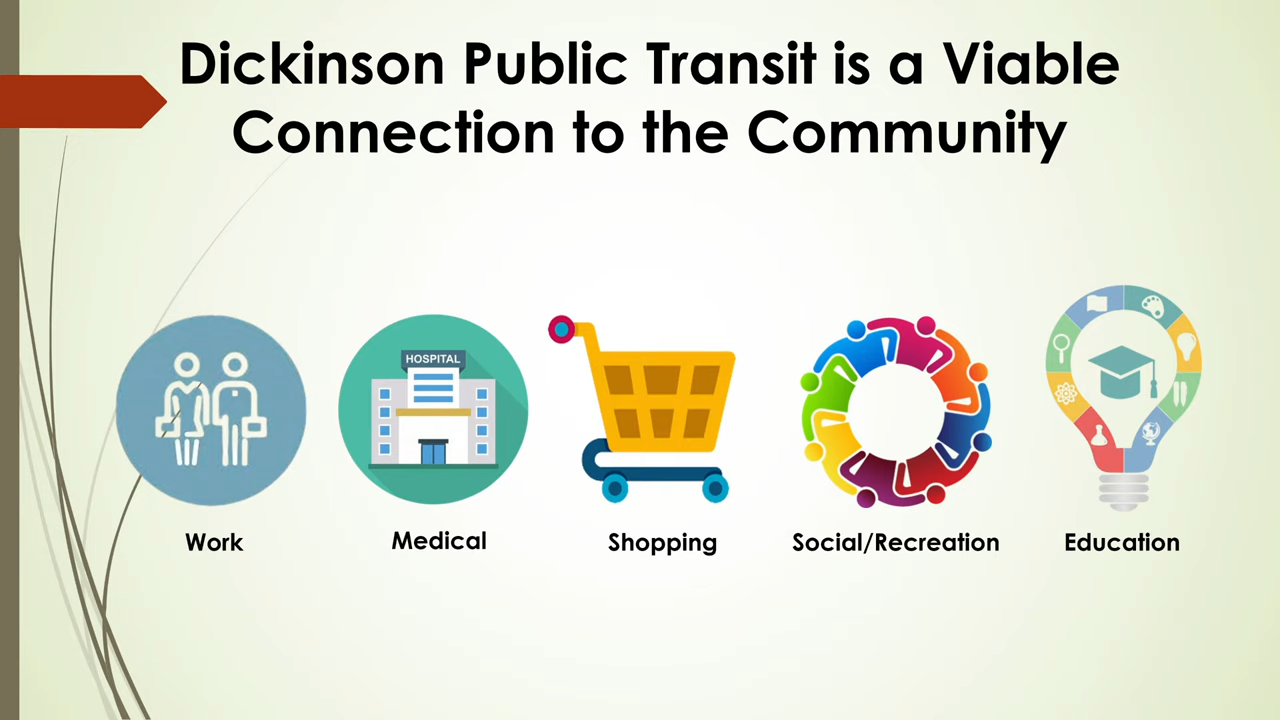 Dickinson Public Transit is a Viable
Connection to the Community
HOSPITAL
Work
Medical
Shopping
Social/Recreation
Education